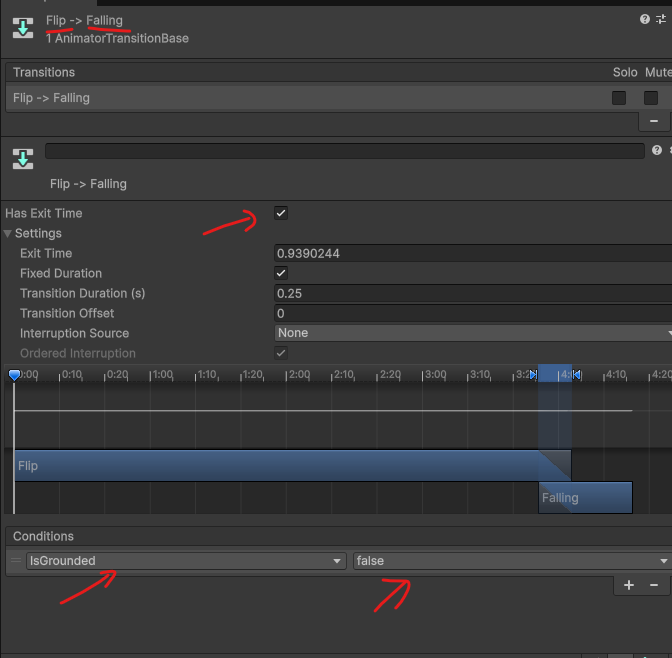 Flip -> Falling
1 AnimatorTransitionBase
Transitions
Solo Mute
Flip -> Falling
Flip -> Falling
Has Exit Time
Settings
Exit Time 0.9390244
Fixed Duration
Transition Duration (s) 0.25
Transition Offset 0
Interruption Source None
Ordered Interruption
:00 0:10 0:20 1:00 1:10 1:20 2:00 2:10 2:20 3:00 3:10 3:2 4: 4:10 4:20
Flip
Falling
Conditions
IsGrounded false